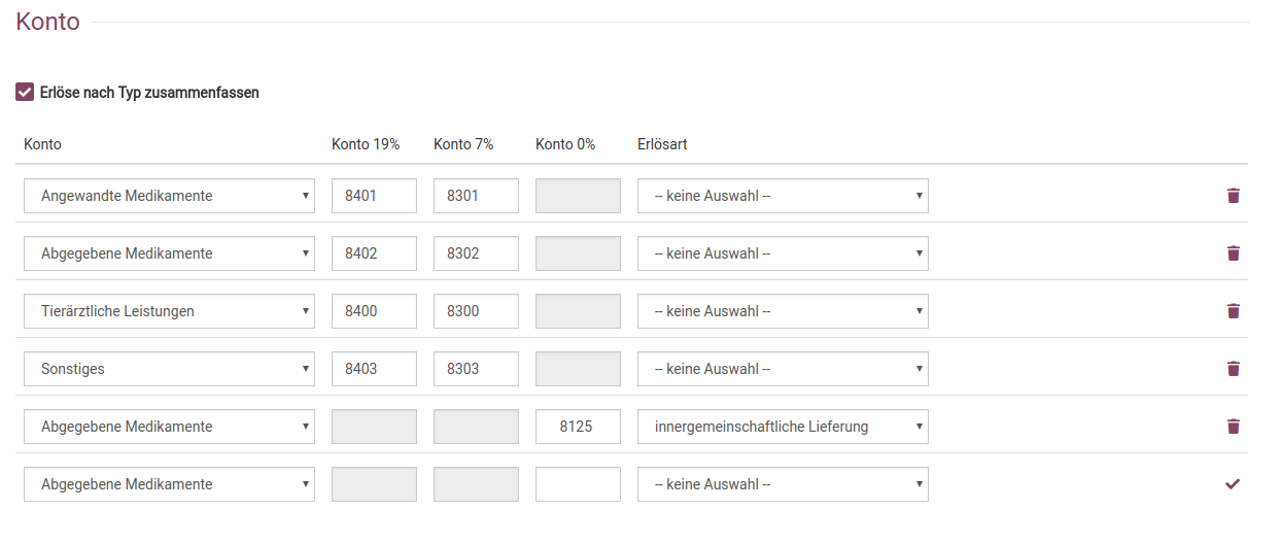 Konto
Erlöse nach Typ zusammenfassen
Konto Konto 19% Konto 7% Konto 0% Erlösart
Angewandte Medikamente 8401 8301 -- keine Auswahl --
Abgegebene Medikamente 8402 8302 -- keine Auswahl --
Tierärztliche Leistungen 8400 8300 -- keine Auswahl --
Sonstiges 8403 8303 -- keine Auswahl --
Abgegebene Medikamente 8125 innergemeinschaftliche Lieferung
Abgegebene Medikamente -- keine Auswahl --